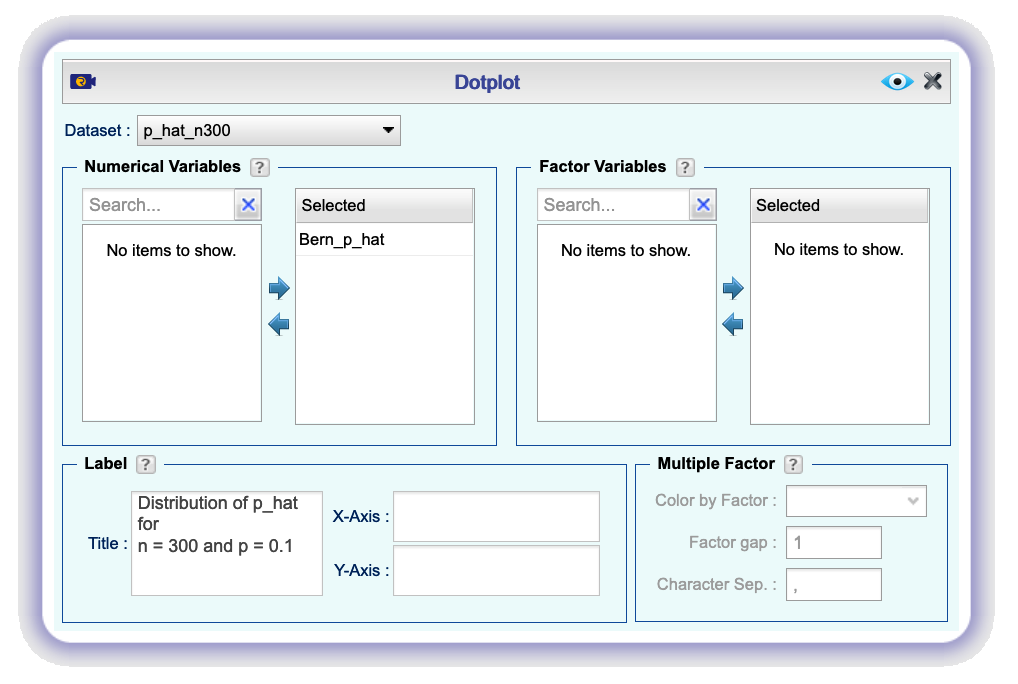 Dotplot
Dataset : p_hat_n300
Numerical Variables ?
Search...
Selected
No items to show.
Bern_p_hat
Factor Variables ?
Search...
Selected
No items to show.
No items to show.
Label ?
Title :
Distribution of p_hat
for
n = 300 and p = 0.1
X-Axis :
Y-Axis :
Multiple Factor ?
Color by Factor :
Factor gap : 1
Character Sep. : ,